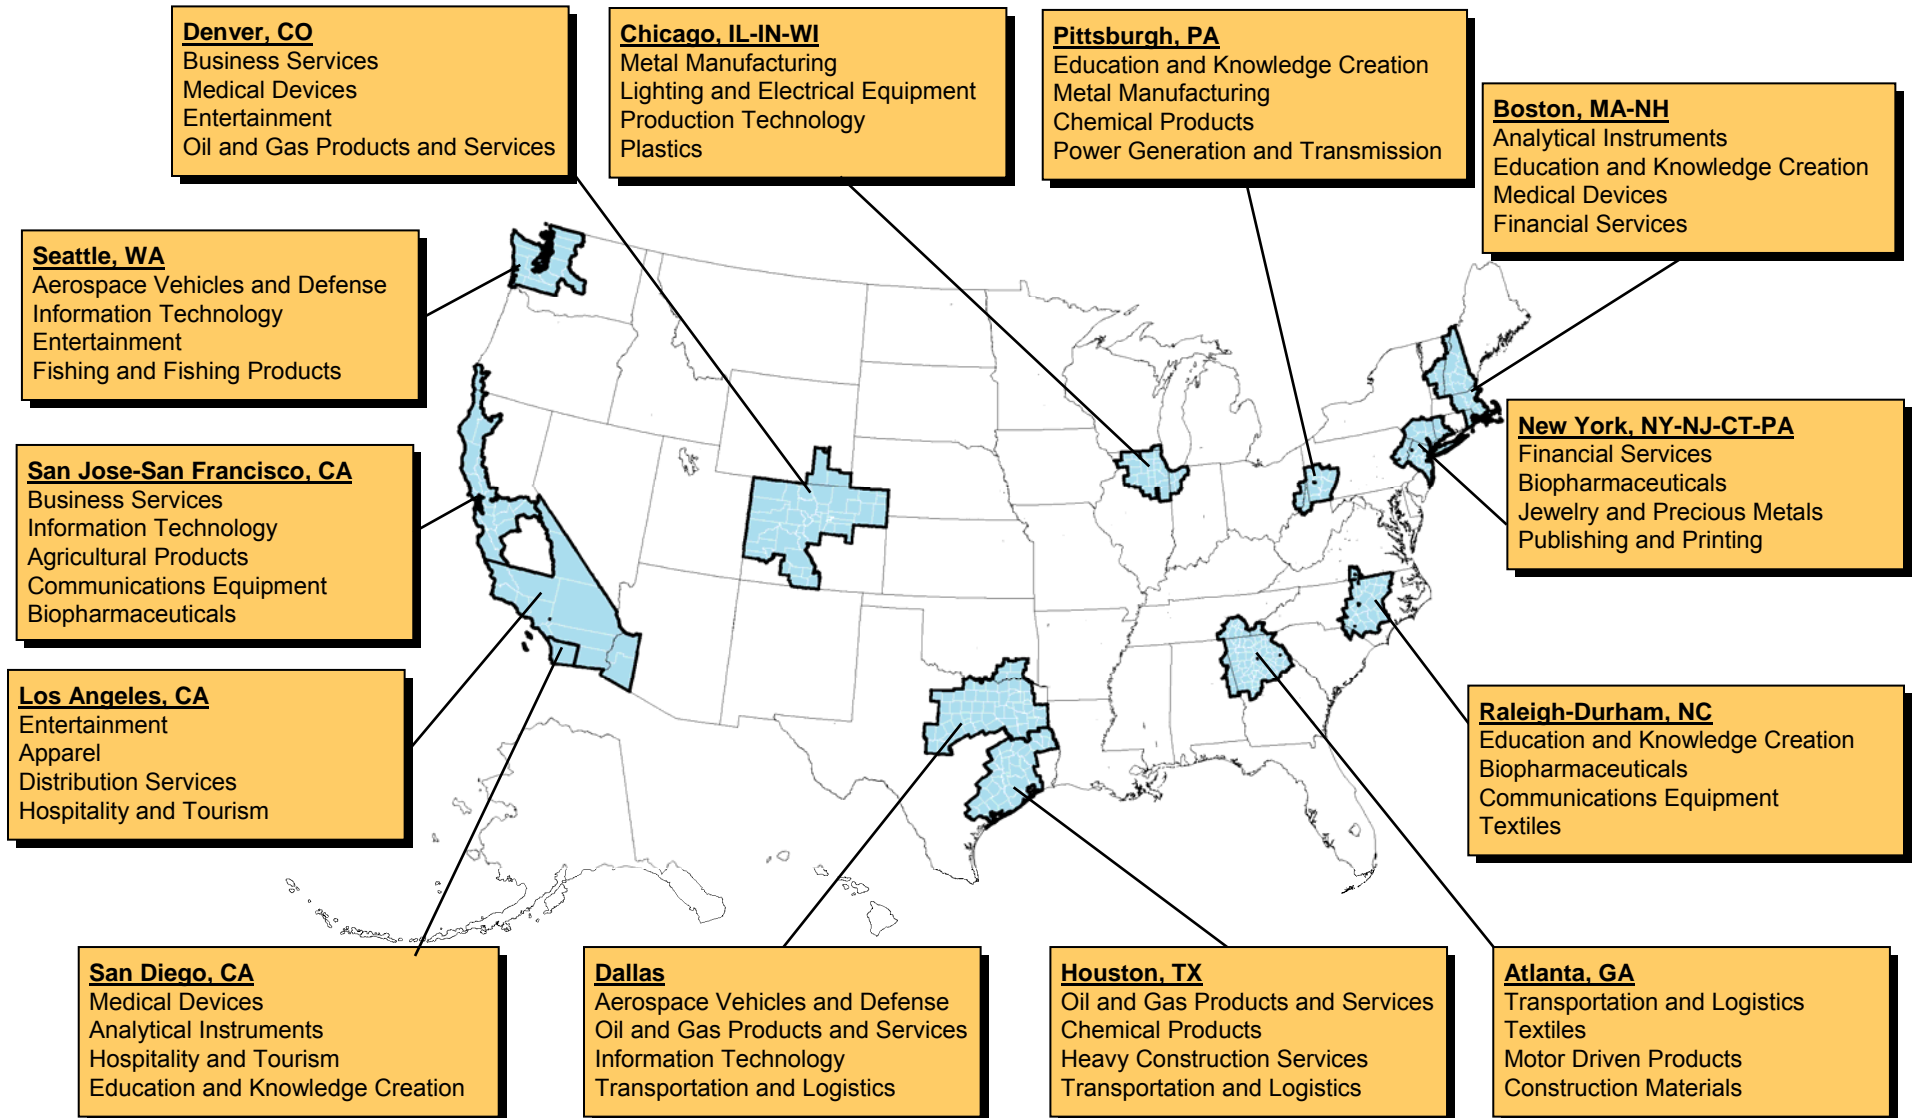 Denver, CO
Business Services
Medical Devices
Entertainment
Oil and Gas Products and Services
Chicago, IL-IN-WI
Metal Manufacturing
Lighting and Electrical Equipment
Production Technology
Plastics
Pittsburgh, PA
Education and Knowledge Creation
Metal Manufacturing
Chemical Products
Power Generation and Transmission
Boston, MA-NH
Analytical Instruments
Education and Knowledge Creation
Medical Devices
Financial Services
Seattle, WA
Aerospace Vehicles and Defense
Information Technology
Entertainment
Fishing and Fishing Products
New York, NY-NJ-CT-PA
Financial Services
Biopharmaceuticals
Jewelry and Precious Metals
Publishing and Printing
San Jose-San Francisco, CA
Business Services
Information Technology
Agricultural Products
Communications Equipment
Biopharmaceuticals
Los Angeles, CA
Entertainment
Apparel
Distribution Services
Hospitality and Tourism
Raleigh-Durham, NC
Education and Knowledge Creation
Biopharmaceuticals
Communications Equipment
Textiles
San Diego, CA
Medical Devices
Analytical Instruments
Hospitality and Tourism
Education and Knowledge Creation
Dallas
Aerospace Vehicles and Defense
Oil and Gas Products and Services
Information Technology
Transportation and Logistics
Houston, TX
Oil and Gas Products and Services
Chemical Products
Heavy Construction Services
Transportation and Logistics
Atlanta, GA
Transportation and Logistics
Textiles
Motor Driven Products
Construction Materials